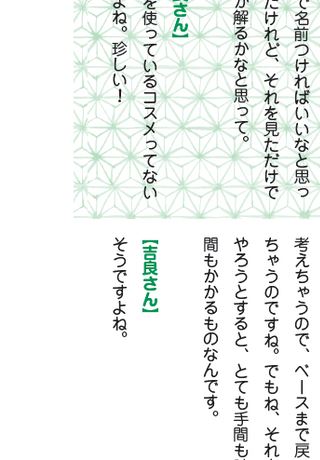 で名前つければいいなと思っ
だけれど、それを見ただけで
が解るかなと思って。
さん】
を使っているコスメってない
よね。珍しい！
考えちゃうので、ペースまで戻
ちゃうのですね。でもね、それ
やろうとすると、とても手間も
間もかかるものなんです。
【吉良さん】
そうですよね。